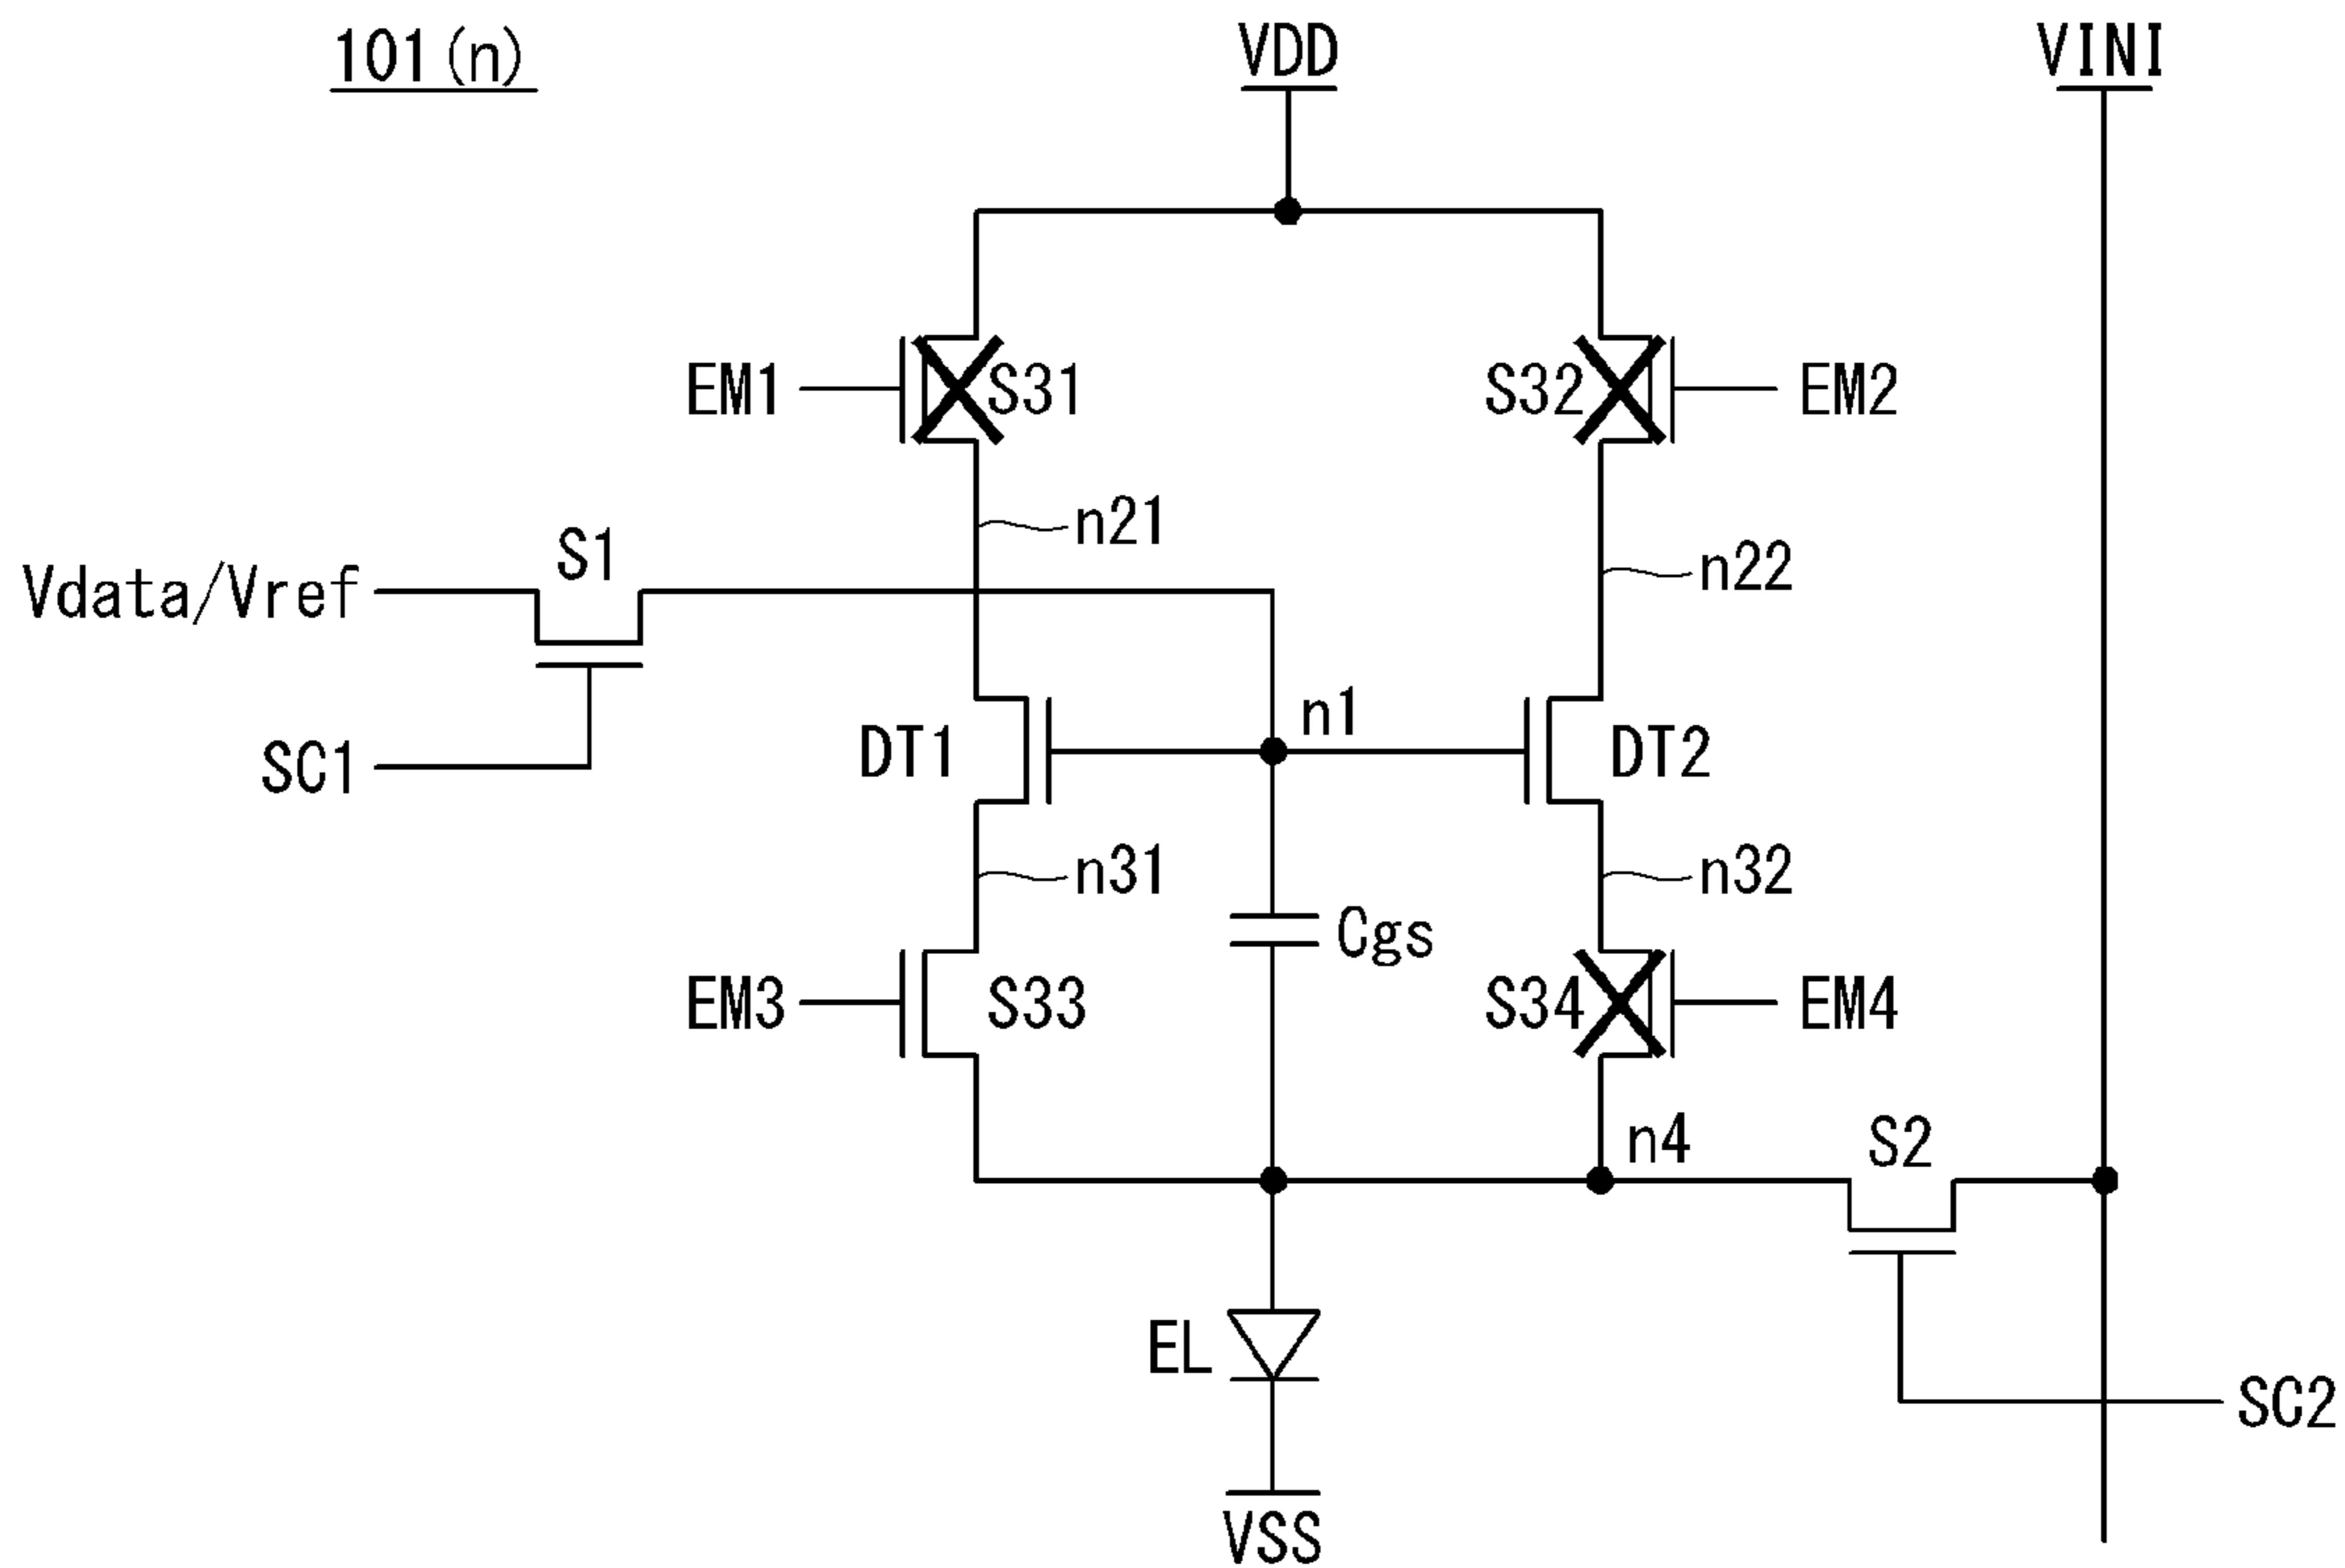 101(n)
VDD
VINI
EM1
S31
S32
EM2
n21
S1
n22
Vdata/Vref
n1
DT1
DT2
SC1
n31
n32
Cgs
EM3
S33
S34
EM4
n4
S2
EL
SC2
VSS